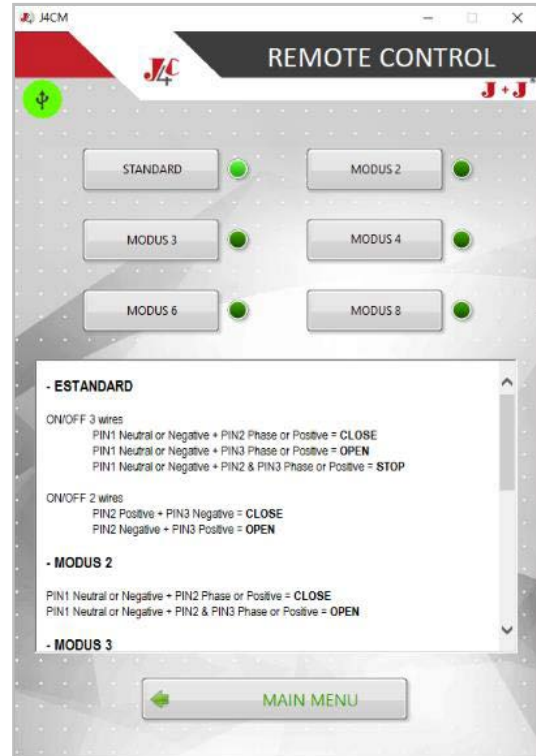 J4CM
J4C
REMOTE CONTROL
J+J®
STANDARD
MODUS 2
MODUS 3
MODUS 4
MODUS 6
MODUS 8
- ESTANDARD
ON/OFF 3 wires
PIN1 Neutral or Negative + PIN2 Phase or Positive = CLOSE
PIN1 Neutral or Negative + PIN3 Phase or Positive = OPEN
PIN1 Neutral or Negative + PIN2 & PIN3 Phase or Positive = STOP
ON/OFF 2 wires
PIN2 Positive + PIN3 Negative = CLOSE
PIN2 Negative + PIN3 Positive = OPEN
- MODUS 2
PIN1 Neutral or Negative + PIN2 Phase or Positive = CLOSE
PIN1 Neutral or Negative + PIN2 & PIN3 Phase or Positive = OPEN
- MODUS 3
MAIN MENU